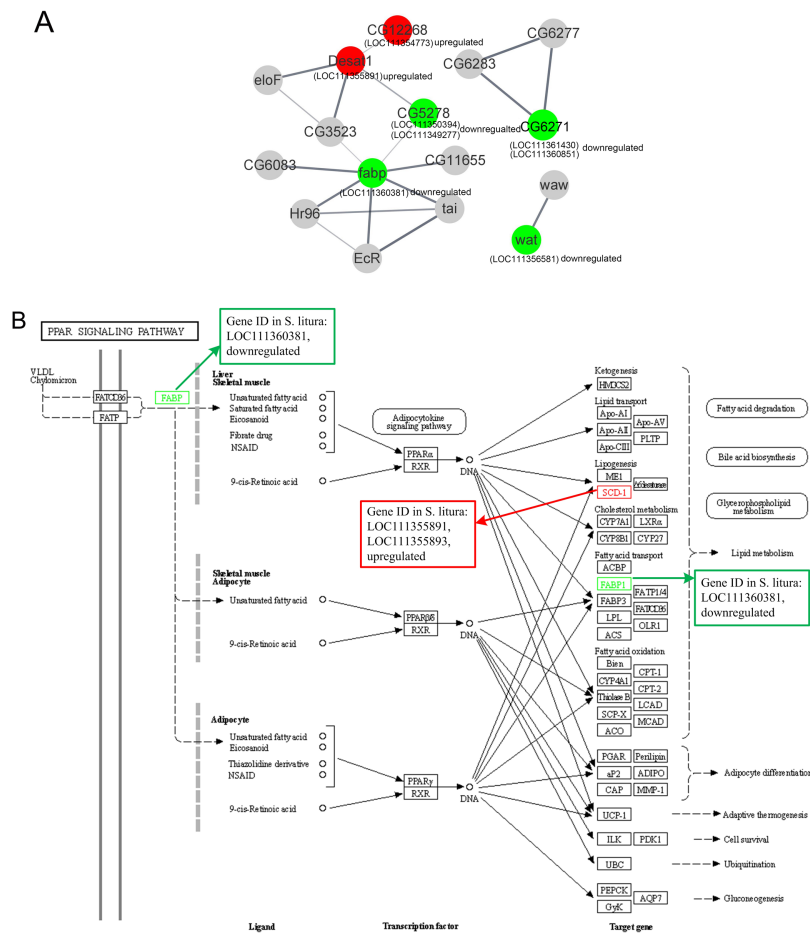 A
CG12268
(LOC111354773) upregulated
Desat1
(LOC111355891) upregulated
CG6277
CG6283
eloF
CG5278
(LOC111350394)
(LOC111349277)
downregualted
CG3523
CG6271
(LOC111361430)
(LOC111360851)
downregulated
CG6083
fabp
CG11655
(LOC111360381) downregulated
waw
Hr96
tai
wat
(LOC111356581) downregulated
EcR
B
PPAR SIGNALING PATHWAY
Gene ID in S. litura:
LOC111360381,
downregulated
VLDL
Chylomicron
FAT/CD36
FATP
FABP
Liver
Skeletal muscle
Unsaturated fatty acid
Saturated fatty acid
Eicosanoid
Fibrate drug
NSAID
9-cis-Retinoic acid
Adipocytokine
signaling pathway
PPARα
RXR
DNA
Ketogenesis
HMGCS2
Lipid transport
Apo-AI
Apo-AII
Apo-CIII
Apo-AV
PLTP
Lipogenesis
ME1
SCD-1
Cholesterol metabolism
CYP7A1
LXRα
CYP8B1
CYP27
Fatty acid transport
ACBP
FABP1
FABP3
LPL
ACS
FATP1/4
FAT/CD36
OLR1
Fatty acid oxidation
Bien
CYP4A1
Thiolase B
SCP-X
ACO
CPT-1
CPT-2
LCAD
MCAD
Fatty acid degradation
Bile acid biosynthesis
Glycerophospholipid
metabolism
Lipid metabolism
Gene ID in S. litura:
LOC111355891,
LOC111355893,
upregulated
Gene ID in S. litura:
LOC111360381,
downregulated
Skeletal muscle
Adipocyte
Unsaturated fatty acid
9-cis-Retinoic acid
PPARβ/δ
RXR
DNA
Adipocyte
Unsaturated fatty acid
Eicosanoid
Thiazolidine derivative
NSAID
9-cis-Retinoic acid
PPARγ
RXR
DNA
PGAR
Perilipin
aP2
ADIPO
CAP
MMP-1
Adipocyte differentiation
UCP-1
Adaptive thermogenesis
ILK
PDK1
Cell survival
UBC
Ubiquitination
PEPCK
GyK
AQP7
Gluconeogenesis
Ligand
Transcription factor
Target gene